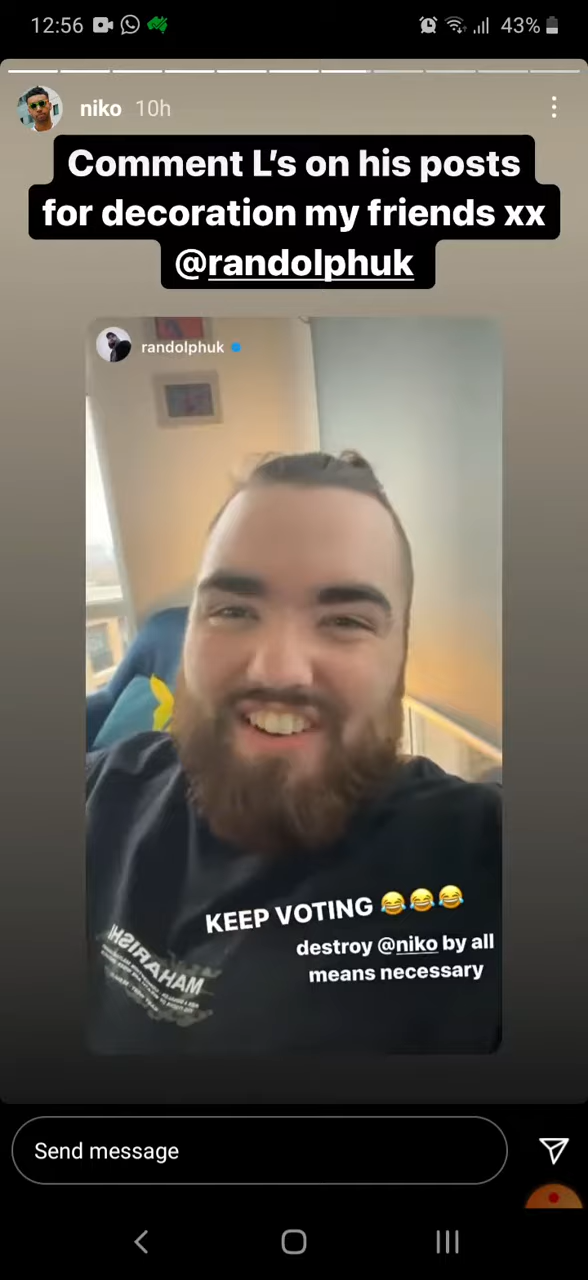 12:56
43%
niko 10h
Comment L's on his posts
for decoration my friends xx
@randolphuk
randolphuk
KEEP VOTING 😂😂😂
destroy @niko by all
means necessary
MAHARISHI
Send message